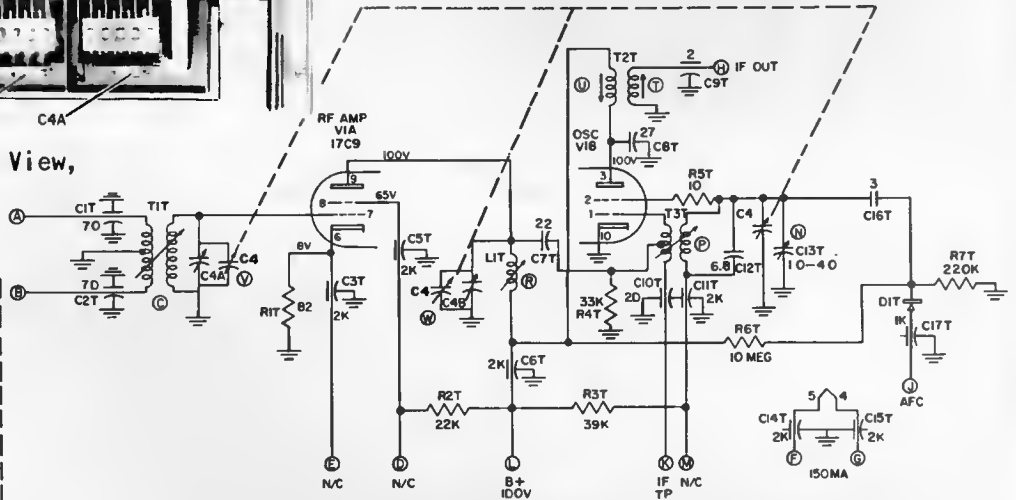 C4A
View,
RF AMP
VIA
17C9
100V
9
8
65V
7
6
8V
A
B
C1T
70
T1T
7D
C2T
C
C4A
C4
V
R1T
82
C3T
2K
C5T
2K
C4
W
C4B
L1T
R
22
C7T
2K
C6T
R2T
22K
R3T
39K
E
N/C
D
N/C
L
B+
100V
K
IF
TP
M
N/C
T2T
U
T
2
H
IF OUT
C9T
OSC
V1B
27
C8T
100V
3
2
1
10
R5T
10
T3T
P
C4
6.8
C12T
N
C13T
10-40
3
C16T
33K
R4T
C10T
2D
C11T
2K
R6T
10 MEG
D1T
R7T
220K
1K
C17T
J
AFC
5
4
C14T
2K
C15T
2K
F
G
150MA